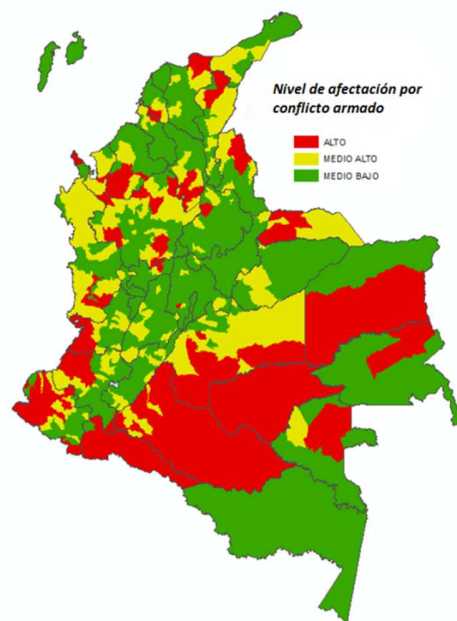 Nivel de afectación por
conflicto armado
ALTO
MEDIO ALTO
MEDIO BAJO